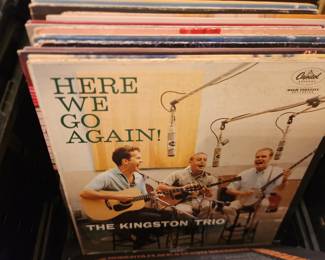 HERE
WE
GO
AGAIN!
Capitol
THE KINGSTON TRIO